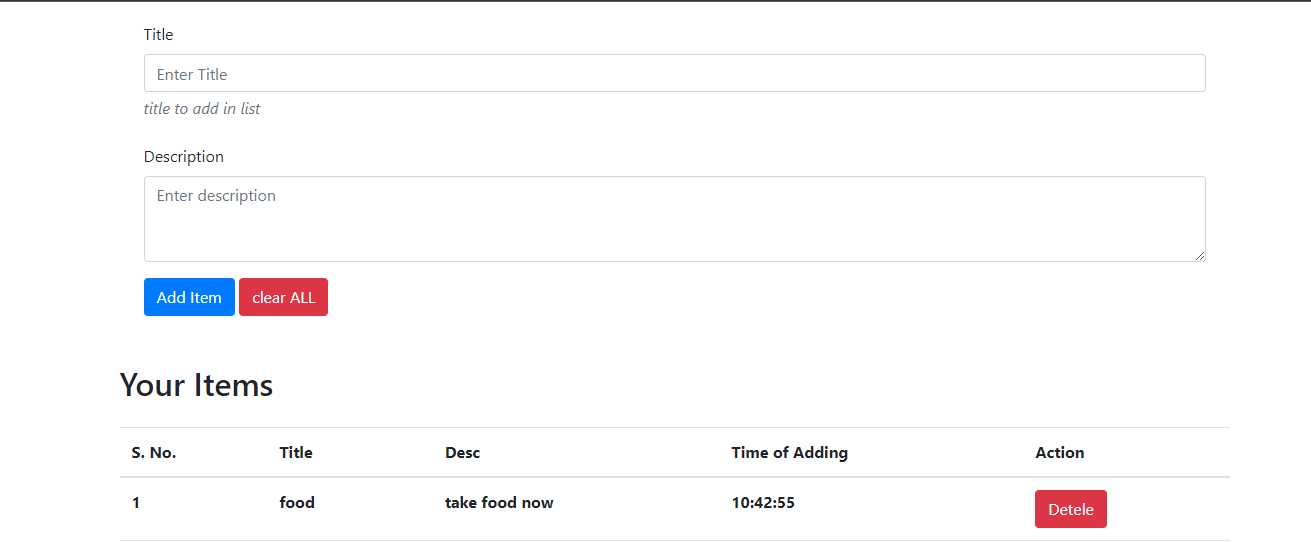 Title
Enter Title
title to add in list
Description
Enter description
Add Item clear ALL
Your Items
S. No. Title Desc Time of Adding Action
1 food take food now 10:42:55 Detele